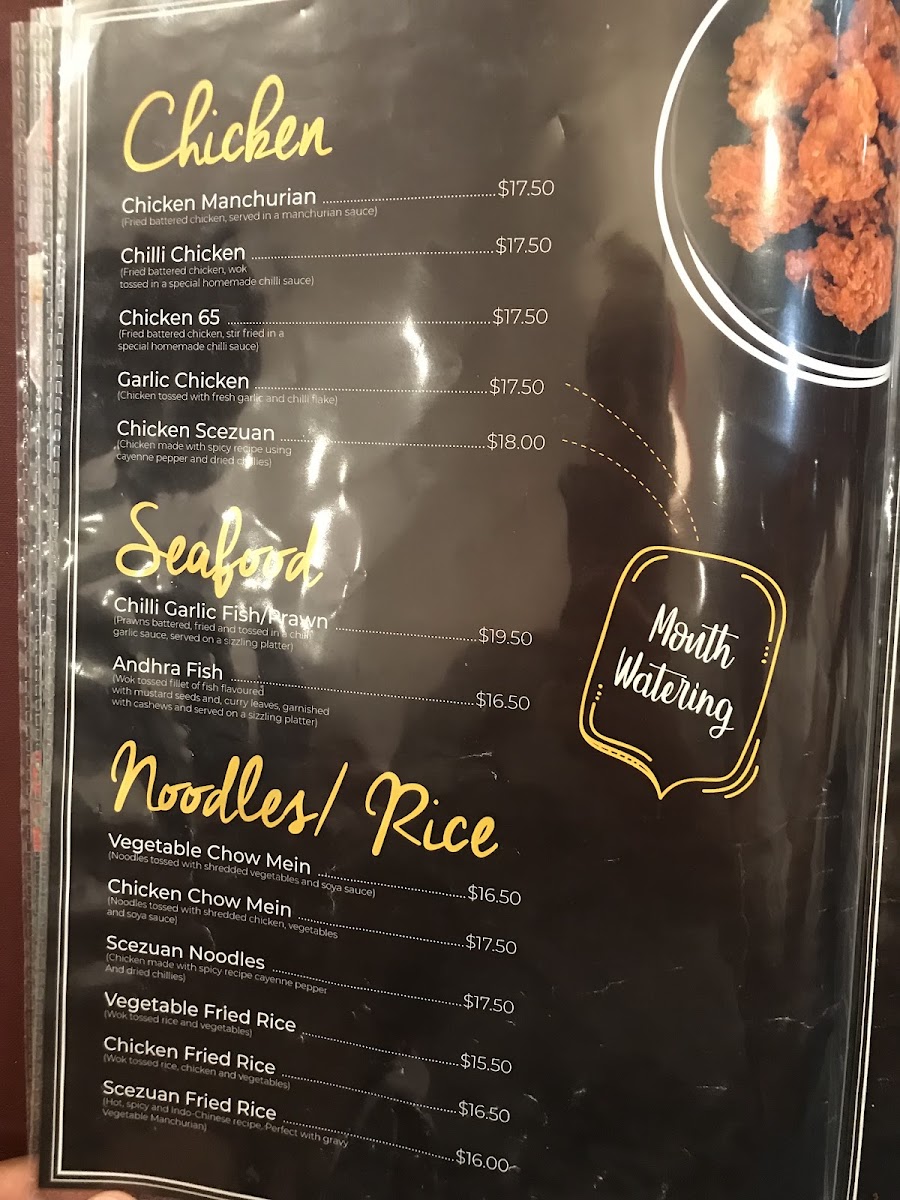 Chicken
Chicken Manchurian $17.50
(Fried battered chicken, served in a manchurian sauce)
Chilli Chicken $17.50
(Fried battered chicken, wok
tossed in a special homemade chilli sauce)
Chicken 65 $17.50
(Fried battered chicken, stir fried in a
special homemade chilli sauce)
Garlic Chicken $17.50
(Chicken tossed with fresh garlic and chilli flake)
Chicken Scezuan $18.00
(Chicken made with spicy recipe using
cayenne pepper and dried chillies)
Seafood
Chilli Garlic Fish/Prawn $19.50
(Prawns battered, fried and tossed in a chilli
garlic sauce, served on a sizzling platter)
Andhra Fish $16.50
(Wok tossed fillet of fish flavoured
with mustard seeds and, curry leaves, garnished
with cashews and served on a sizzling platter)
Mouth
Watering
Noodles/ Rice
Vegetable Chow Mein $16.50
(Noodles tossed with shredded vegetables and soya sauce)
Chicken Chow Mein $17.50
(Noodles tossed with shredded chicken, vegetables
and soya sauce)
Scezuan Noodles $17.50
(Chicken made with spicy recipe cayenne pepper
And dried chillies)
Vegetable Fried Rice $15.50
(Wok tossed rice and vegetables)
Chicken Fried Rice $16.50
(Wok tossed rice, chicken and vegetables)
Scezuan Fried Rice $16.00
(Hot, spicy and Indo-Chinese recipe. Perfect with gravy
Vegetable Manchurian)